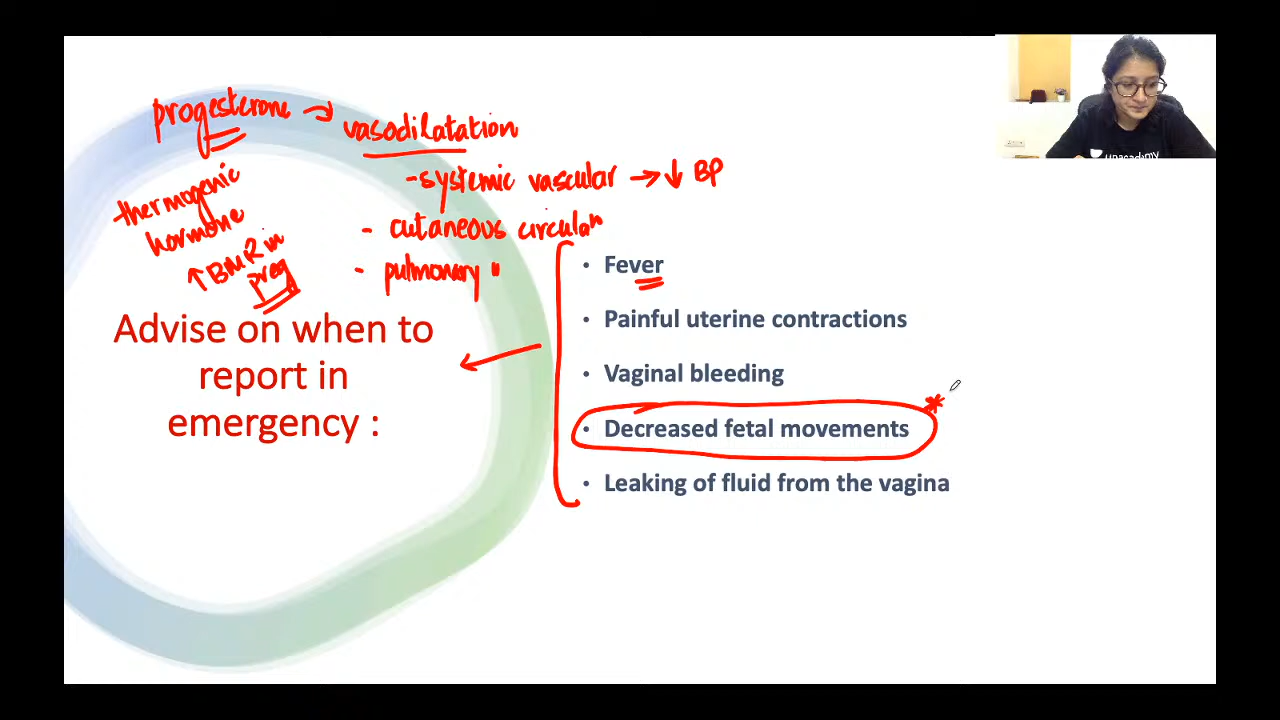 progesterone →
vasodilatation
-systemic vascular → ↓ BP
- cutaneous circulaⁿ
- pulmonary "
thermogenic
hormone
↑ BMR in
preg
Advise on when to
report in
emergency :
• Fever
• Painful uterine contractions
• Vaginal bleeding
• Decreased fetal movements *
• Leaking of fluid from the vagina
unacademy